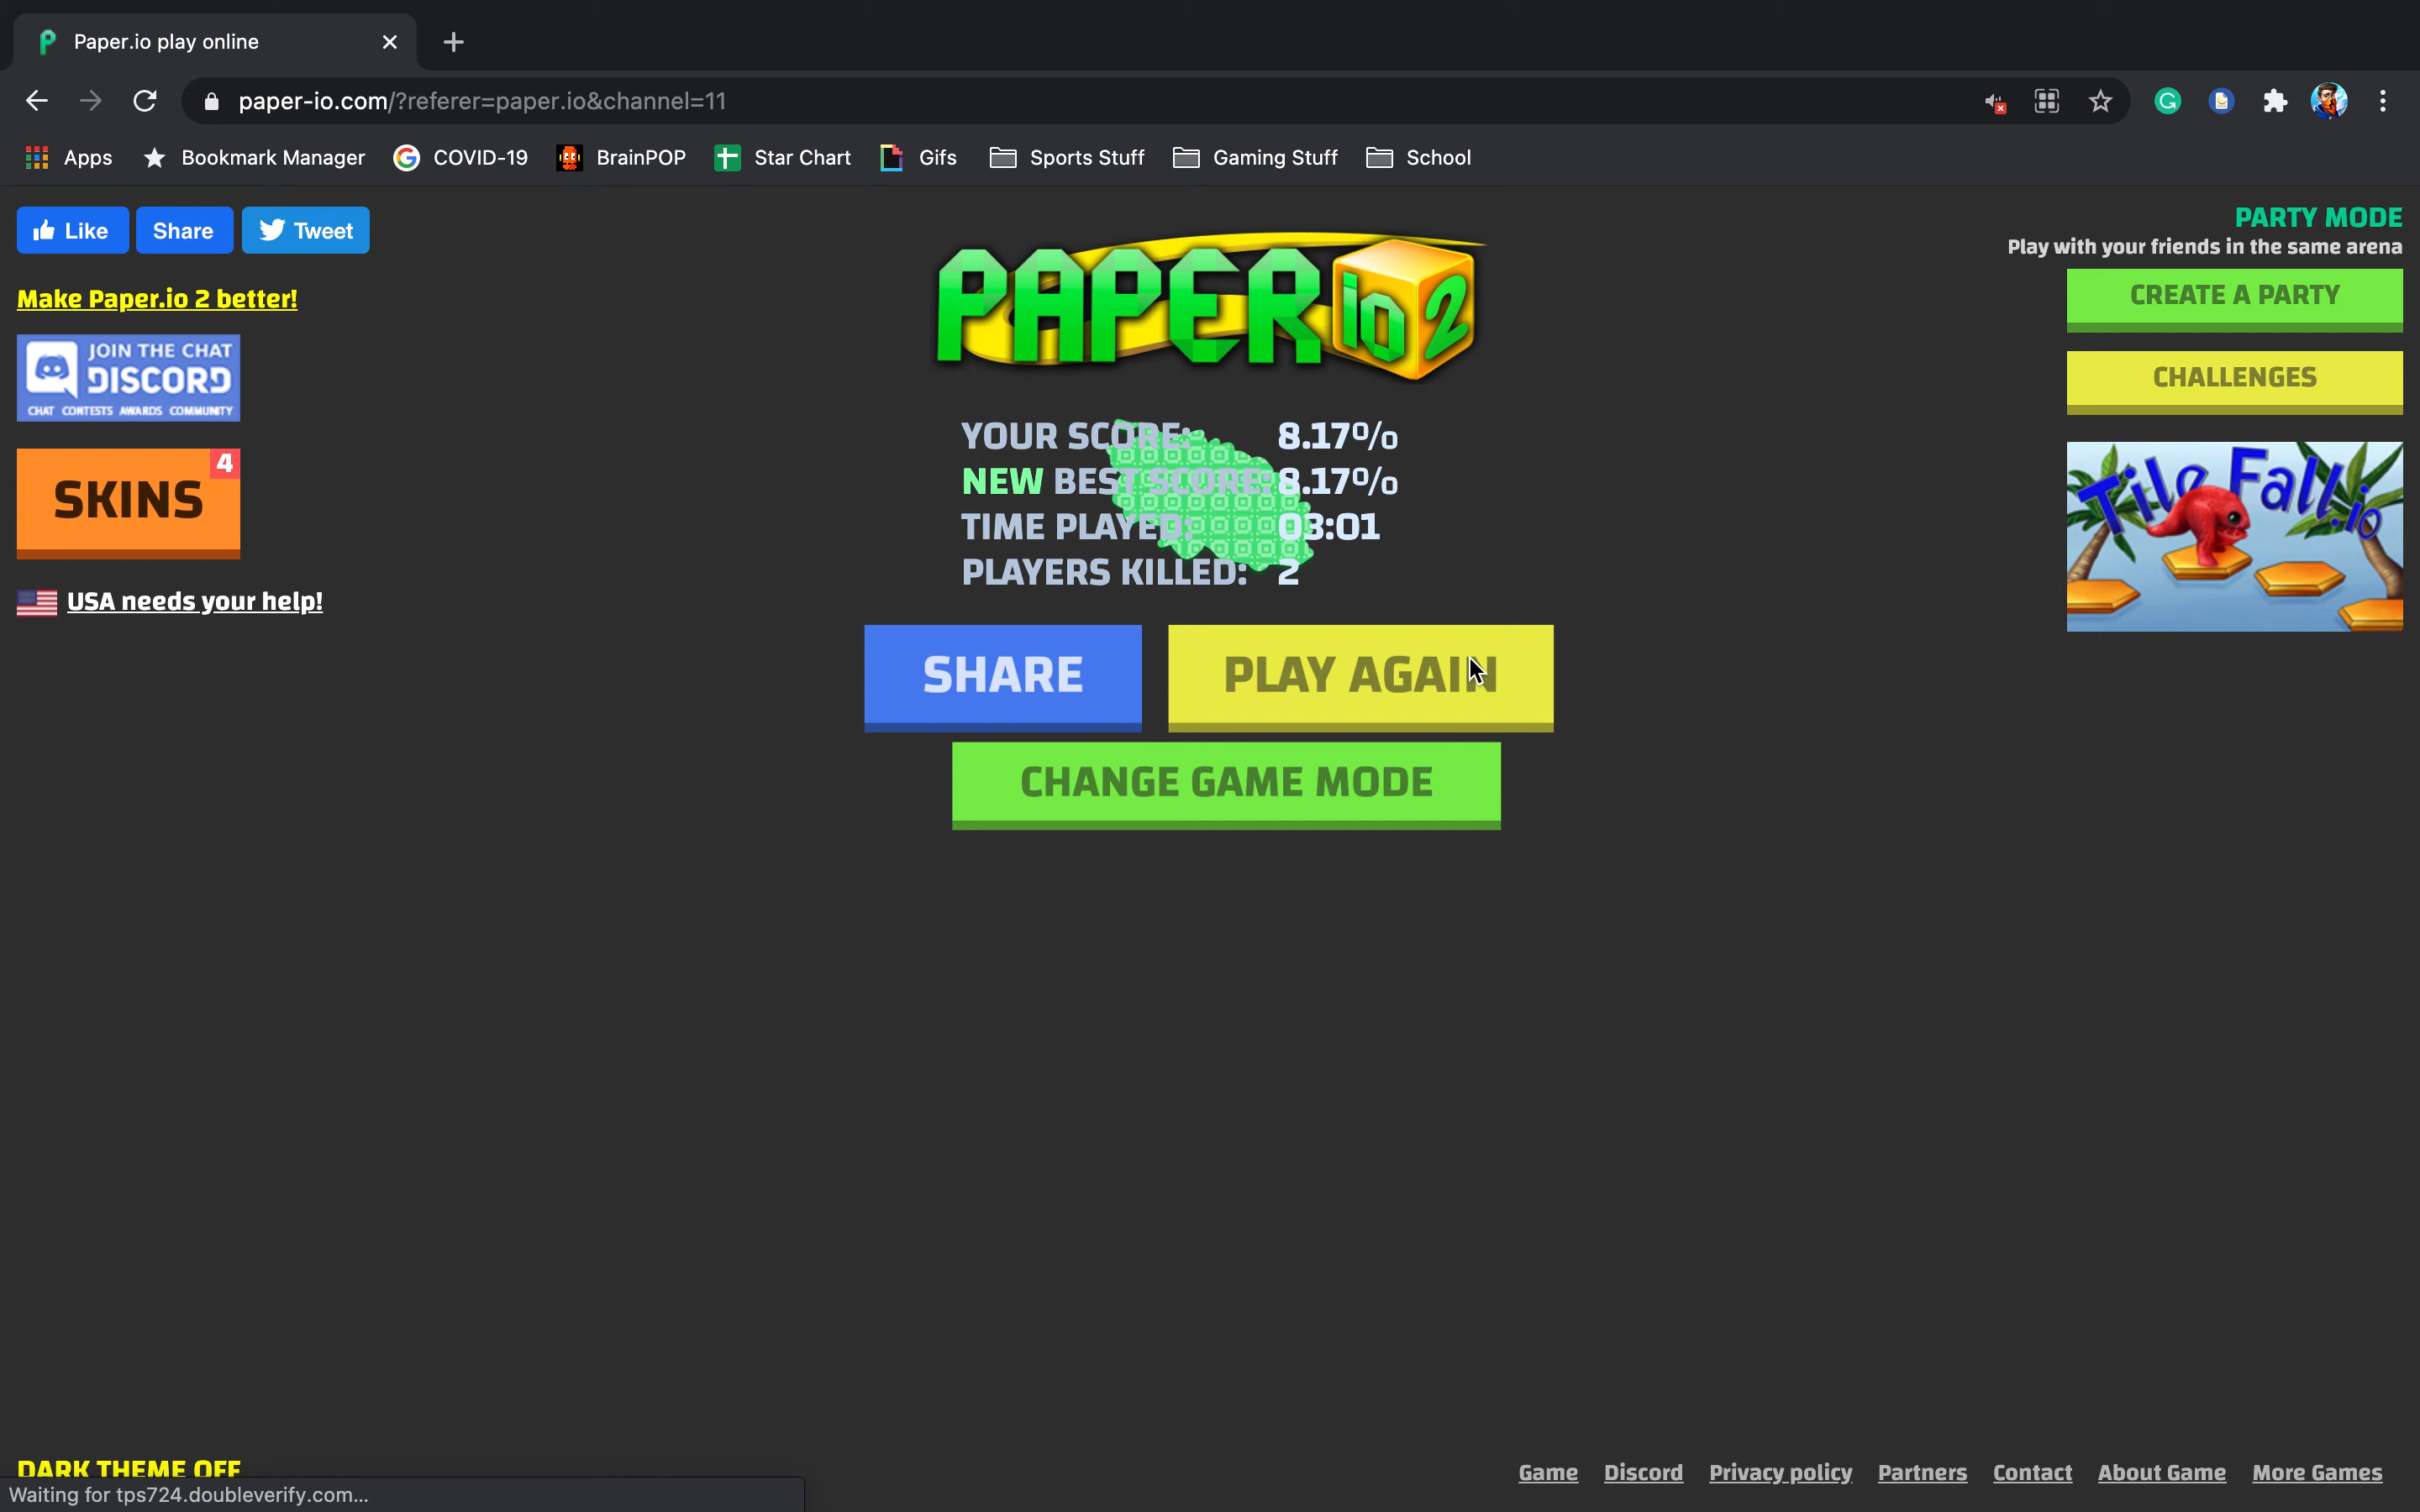 Paper.io play online
paper-io.com/?referer=paper.io&channel=11
Apps
Bookmark Manager
COVID-19
BrainPOP
Star Chart
Gifs
Sports Stuff
Gaming Stuff
School
Like
Share
Tweet
Make Paper.io 2 better!
JOIN THE CHAT
DISCORD
CHAT CONTESTS AWARDS COMMUNITY
SKINS
4
USA needs your help!
PAPER io 2
YOUR SCORE: 8.17%
NEW BEST SCORE: 8.17%
TIME PLAYED: 03:01
PLAYERS KILLED: 2
SHARE
PLAY AGAIN
CHANGE GAME MODE
PARTY MODE
Play with your friends in the same arena
CREATE A PARTY
CHALLENGES
Tile Fall.io
DARK THEME OFF
Waiting for tps724.doubleverify.com...
Game
Discord
Privacy policy
Partners
Contact
About Game
More Games